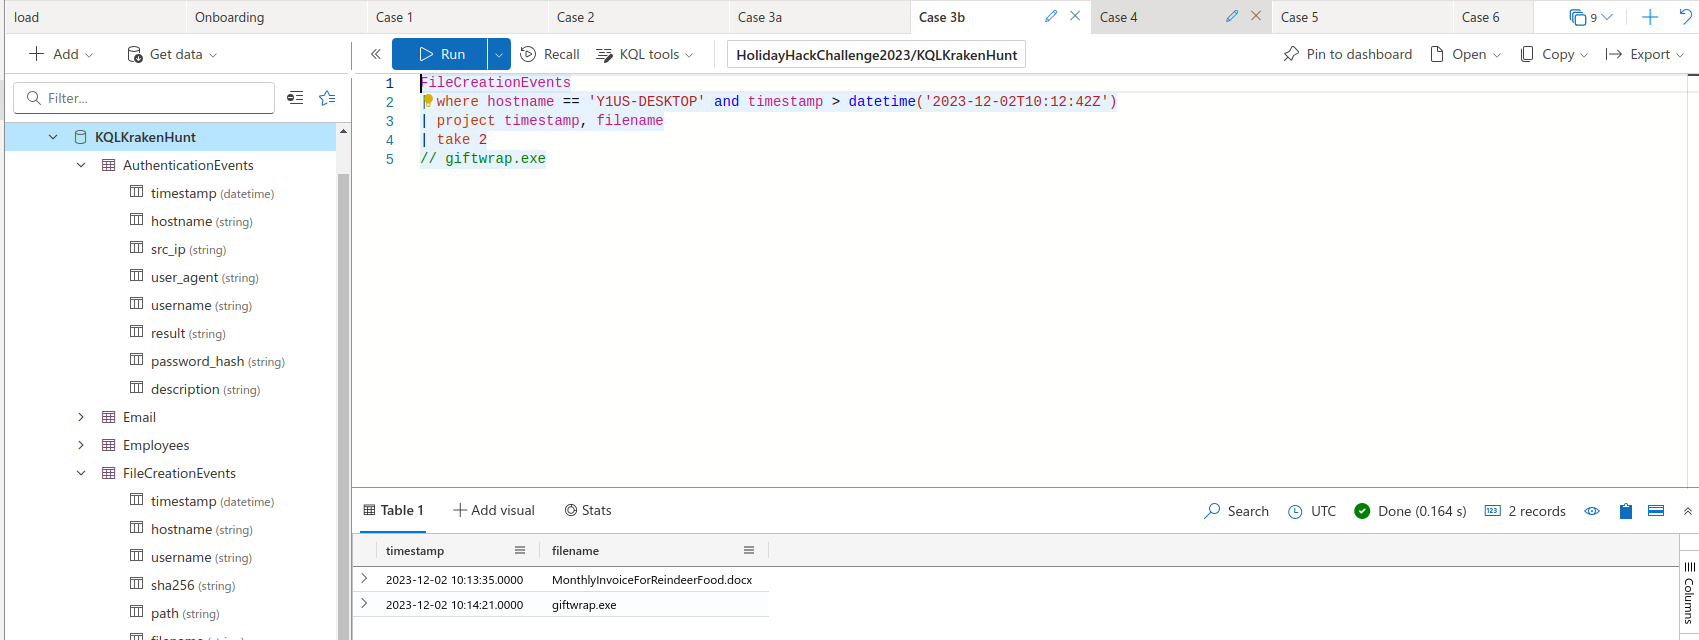 load
Onboarding
Case 1
Case 2
Case 3a
Case 3b
Case 4
Case 5
Case 6
9
Add
Get data
Run
Recall
KQL tools
HolidayHackChallenge2023/KQLKrakenHunt
Pin to dashboard
Open
Copy
Export
Filter...
KQLKrakenHunt
AuthenticationEvents
timestamp (datetime)
hostname (string)
src_ip (string)
user_agent (string)
username (string)
result (string)
password_hash (string)
description (string)
Email
Employees
FileCreationEvents
timestamp (datetime)
hostname (string)
username (string)
sha256 (string)
path (string)
1 FileCreationEvents
2 | where hostname == 'Y1US-DESKTOP' and timestamp > datetime('2023-12-02T10:12:42Z')
3 | project timestamp, filename
4 | take 2
5 // giftwrap.exe
Table 1
Add visual
Stats
Search
UTC
Done (0.164 s)
123
2 records
timestamp filename
2023-12-02 10:13:35.0000 MonthlyInvoiceForReindeerFood.docx
2023-12-02 10:14:21.0000 giftwrap.exe
Columns